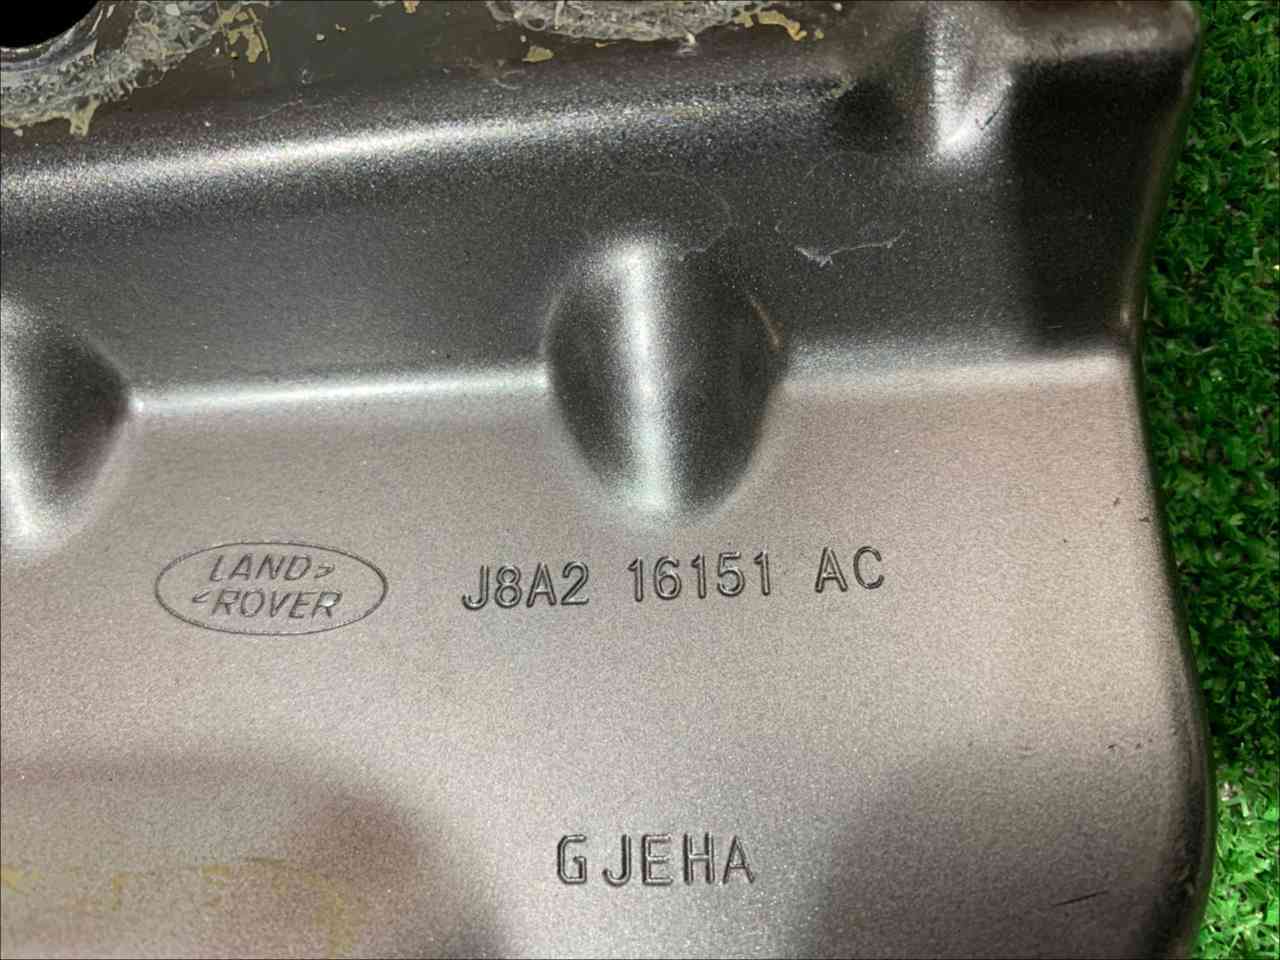 LAND
ROVER
J8A2 16151 AC
GJEHA